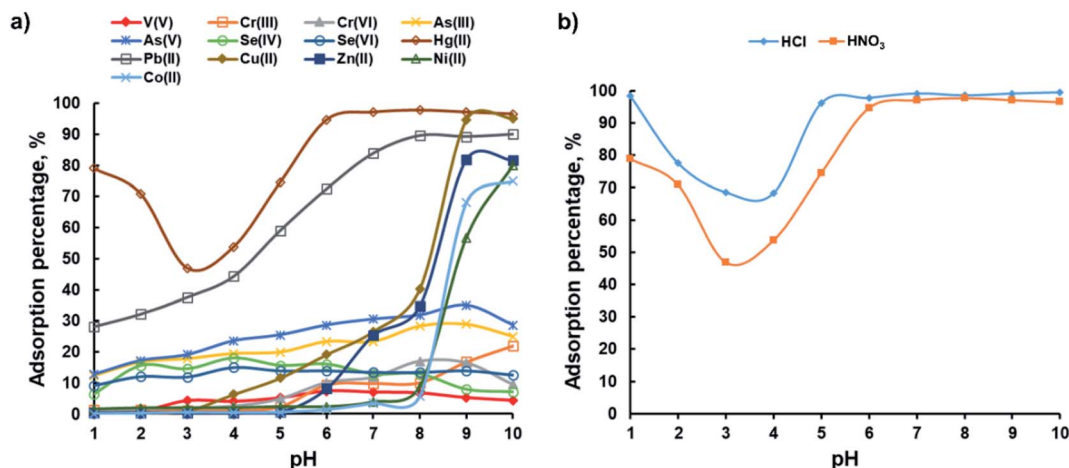 a)
V(V) Cr(III) Cr(VI) As(III)
As(V) Se(IV) Se(VI) Hg(II)
Pb(II) Cu(II) Zn(II) Ni(II)
Co(II)
Adsorption percentage, %
100
90
80
70
60
50
40
30
20
10
0
1 2 3 4 5 6 7 8 9 10
pH
b)
HCl HNO₃
Adsorption percentage, %
100
90
80
70
60
50
40
30
20
10
0
1 2 3 4 5 6 7 8 9 10
pH